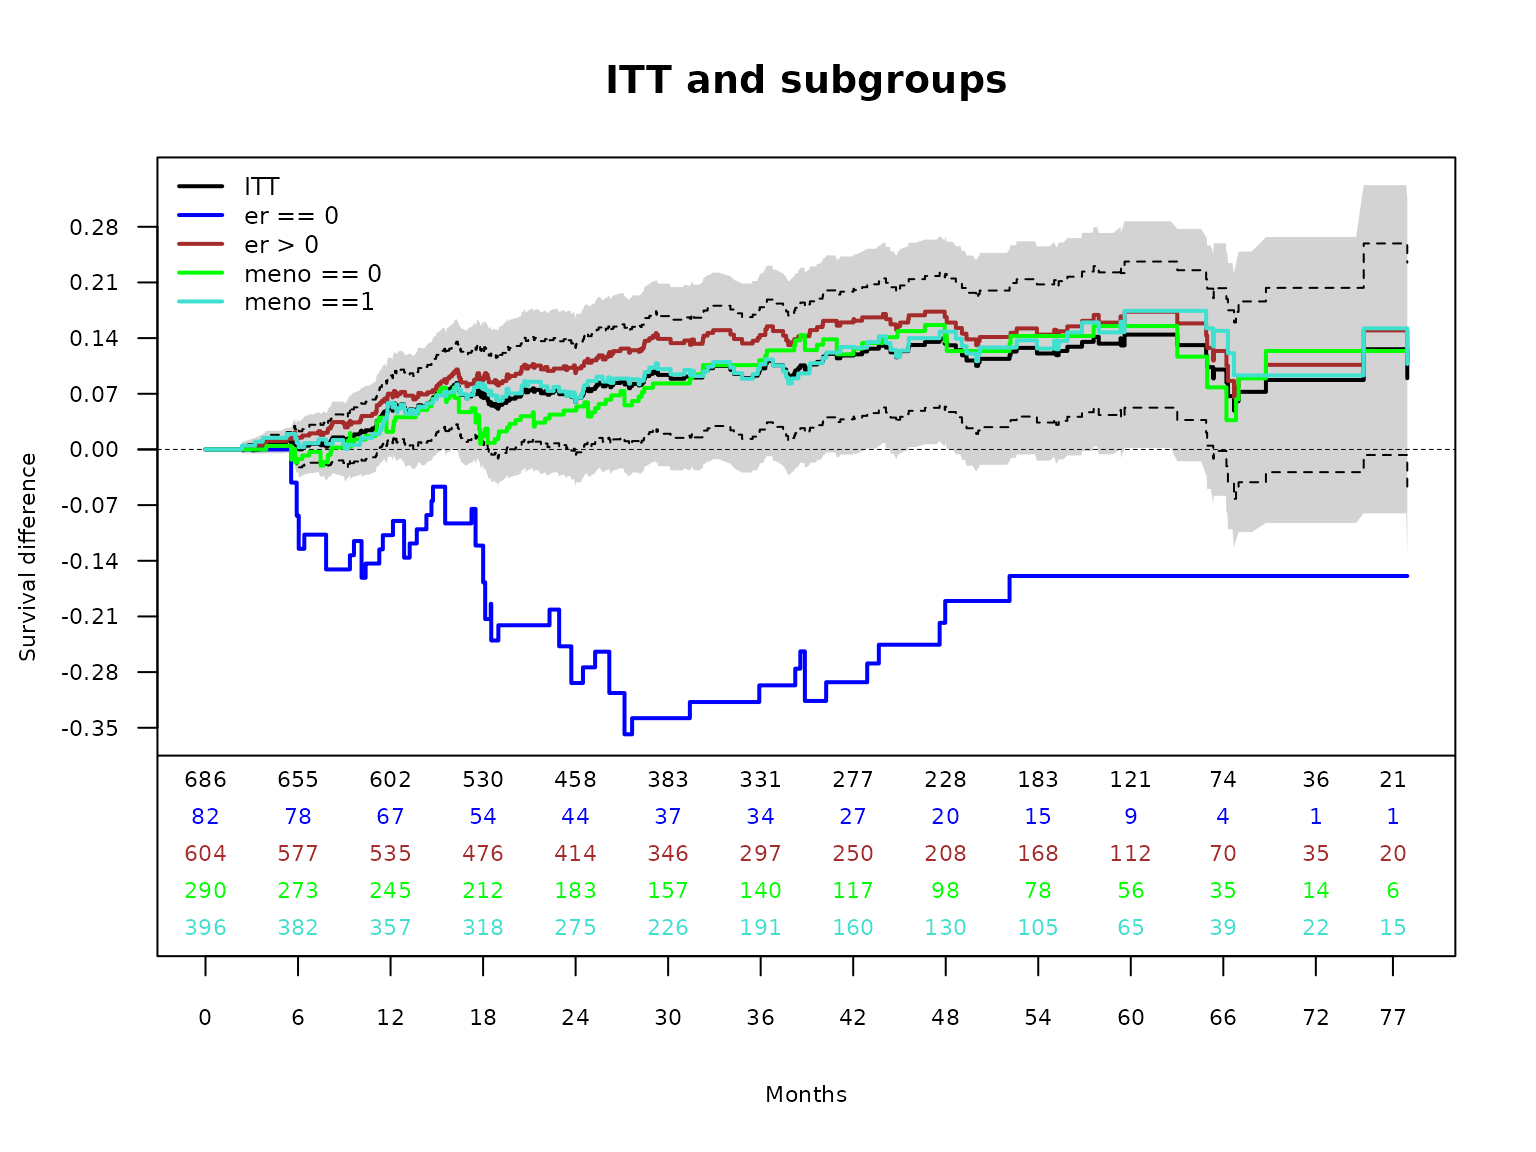 ITT and subgroups
ITT
er == 0
er > 0
meno == 0
meno ==1
0.28
0.21
0.14
0.07
0.00
-0.07
-0.14
-0.21
-0.28
-0.35
Survival difference
686 655 602 530 458 383 331 277 228 183 121 74 36 21
82 78 67 54 44 37 34 27 20 15 9 4 1 1
604 577 535 476 414 346 297 250 208 168 112 70 35 20
290 273 245 212 183 157 140 117 98 78 56 35 14 6
396 382 357 318 275 226 191 160 130 105 65 39 22 15
0 6 12 18 24 30 36 42 48 54 60 66 72 77
Months